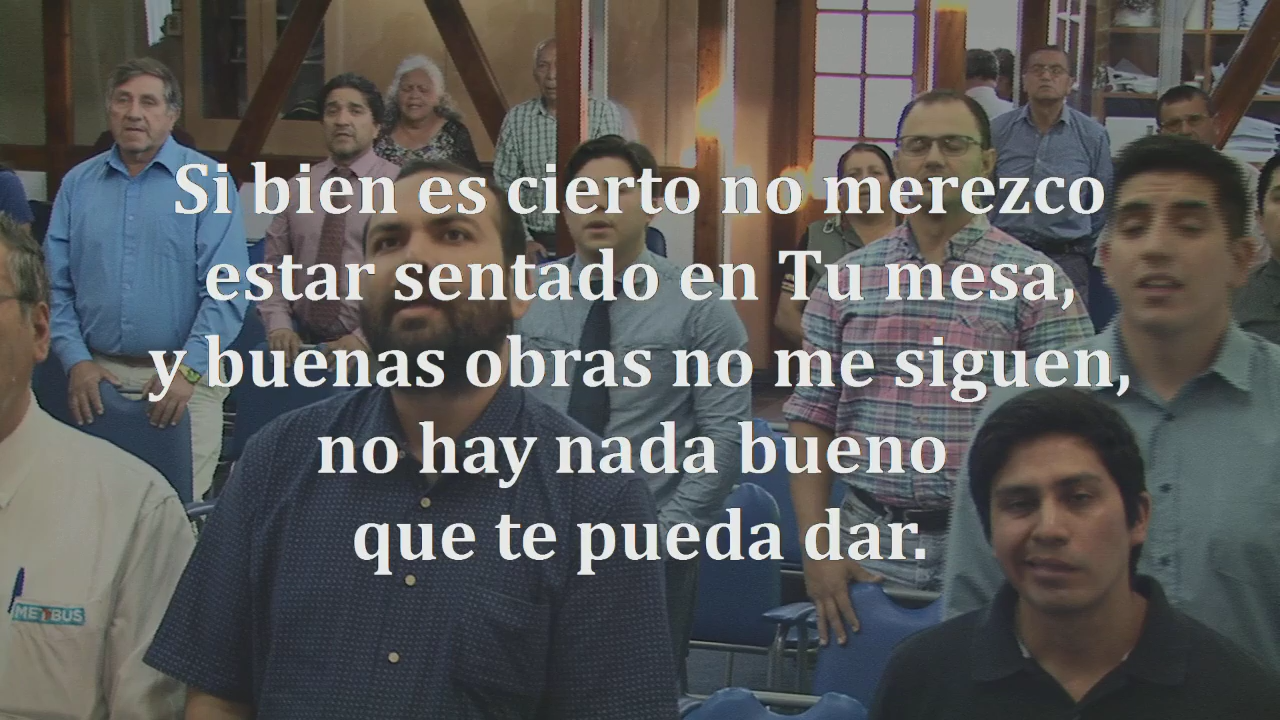 Si bien es cierto no merezco
estar sentado en Tu mesa,
y buenas obras no me siguen,
no hay nada bueno
que te pueda dar.
METBUS